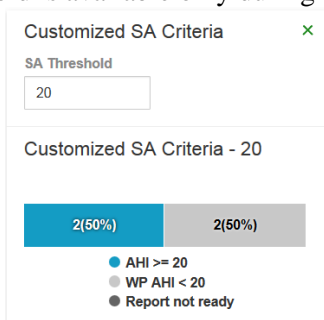 Customized SA Criteria
SA Threshold
20
Customized SA Criteria - 20
2(50%) 2(50%)
AHI >= 20
WP AHI < 20
Report not ready